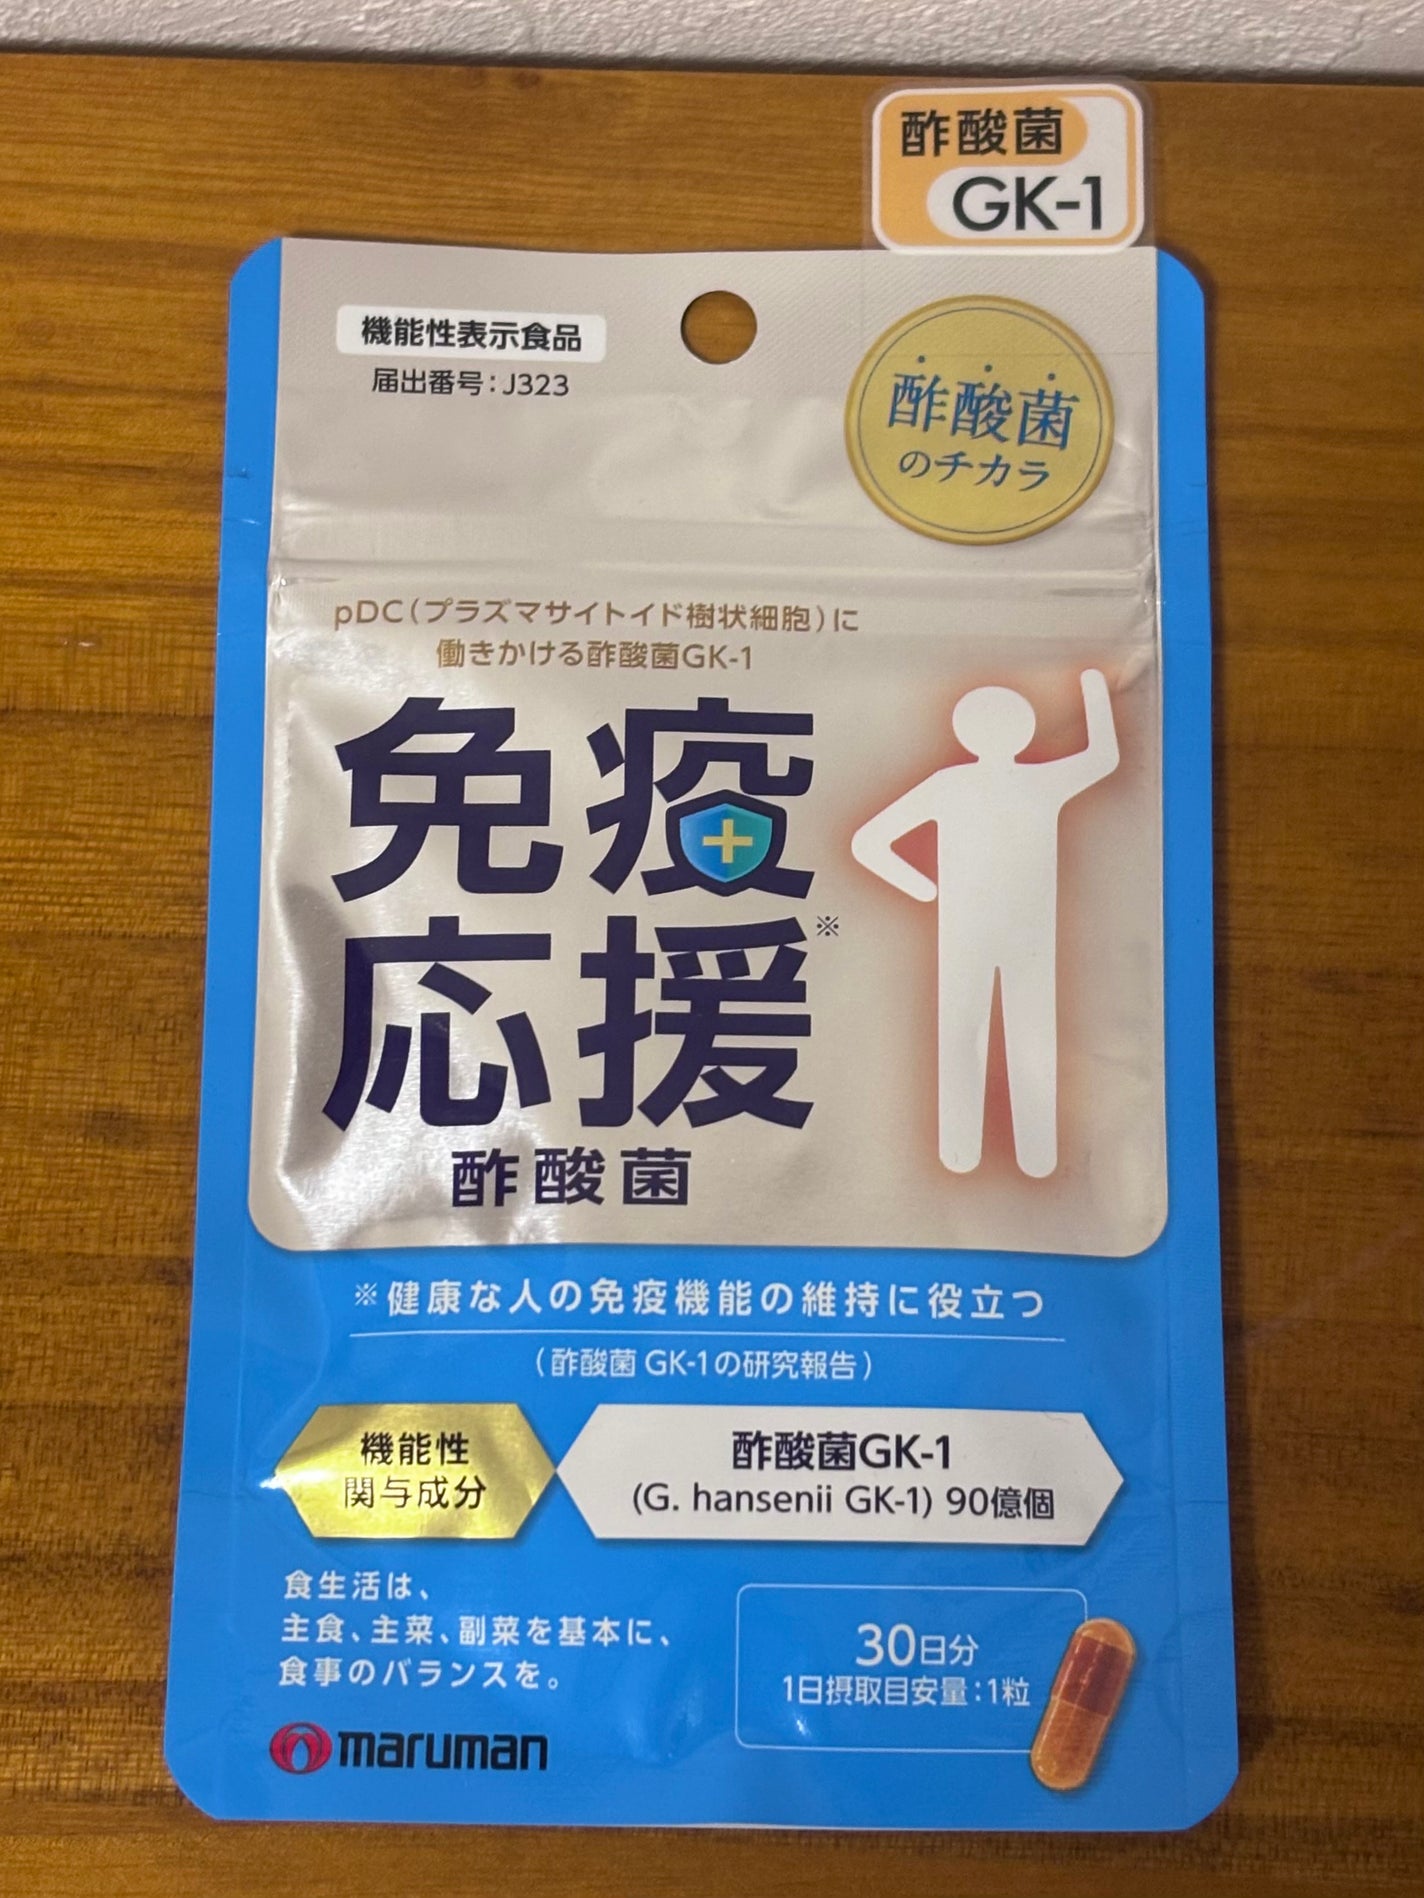 酢酸菌
GK-1
機能性表示食品
届出番号:J323
酢酸菌
のチカラ
pDC(プラズマサイトイド樹状細胞)に
働きかける酢酸菌GK-1
免疫
応援※
酢酸菌
※健康な人の免疫機能の維持に役立つ
(酢酸菌 GK-1の研究報告)
機能性
関与成分
酢酸菌GK-1
(G. hansenii GK-1) 90億個
食生活は、
主食、主菜、副菜を基本に、
食事のバランスを。
30日分
1日摂取目安量:1粒
maruman